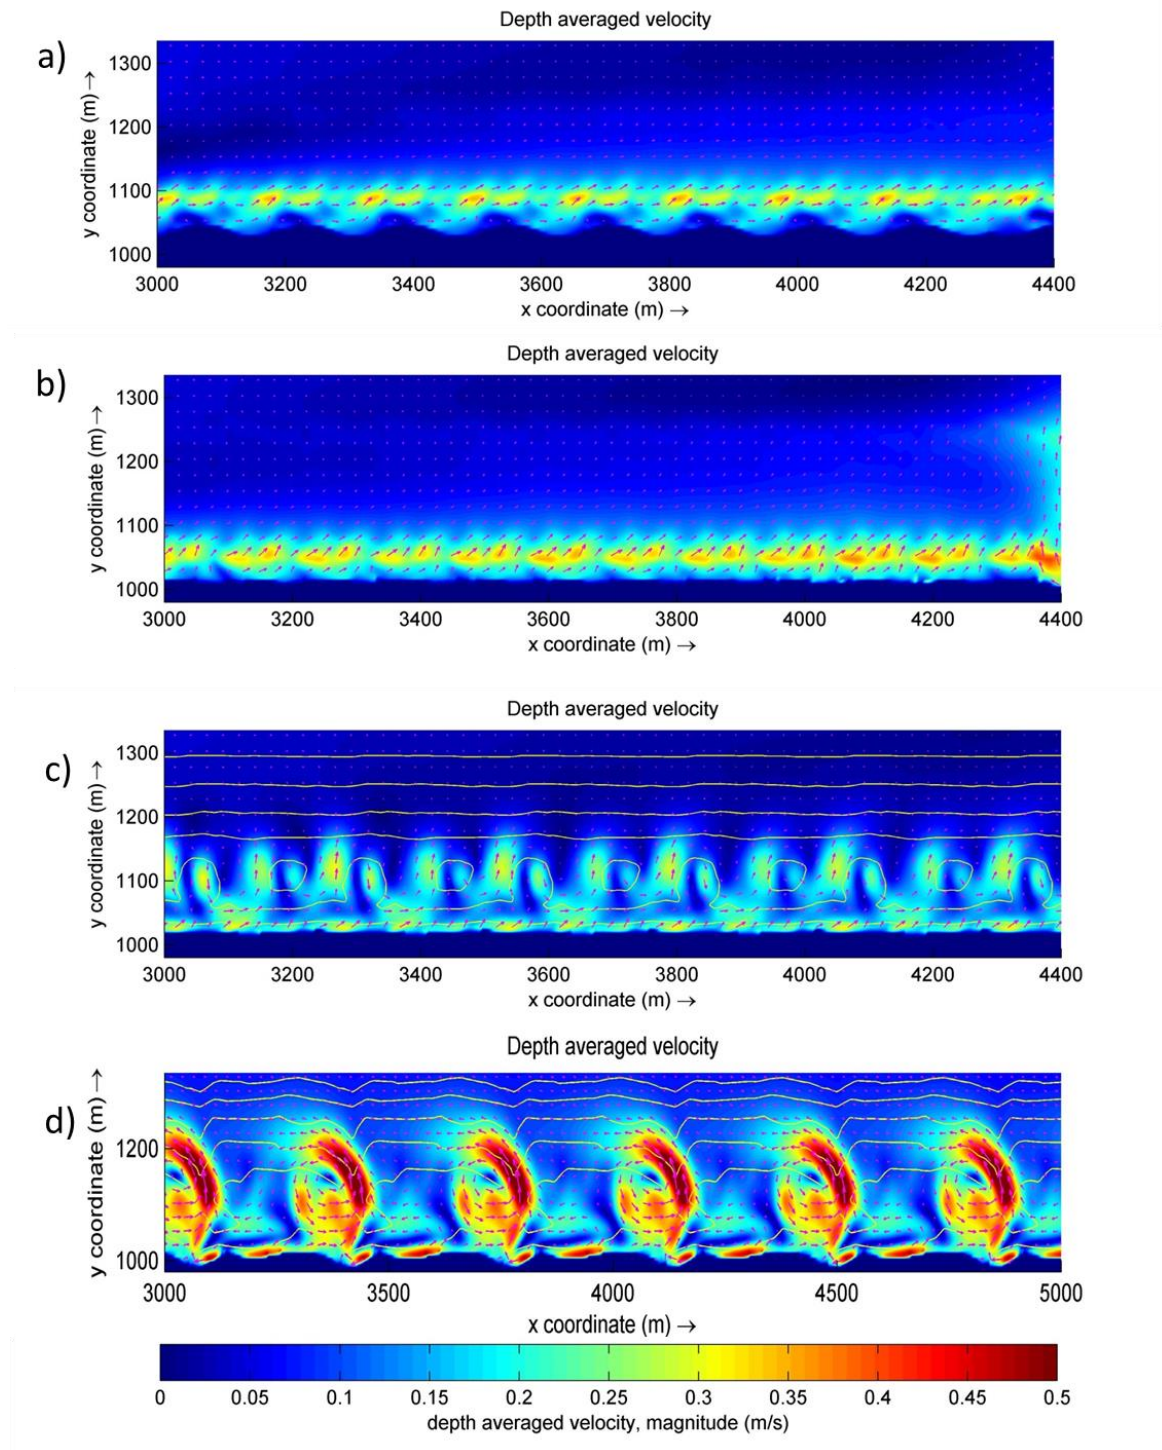 Depth averaged velocity
a)
y coordinate (m) →
1300
1200
1100
1000
3000 3200 3400 3600 3800 4000 4200 4400
x coordinate (m) →
Depth averaged velocity
b)
y coordinate (m) →
1300
1200
1100
1000
3000 3200 3400 3600 3800 4000 4200 4400
x coordinate (m) →
Depth averaged velocity
c)
y coordinate (m) →
1300
1200
1100
1000
3000 3200 3400 3600 3800 4000 4200 4400
x coordinate (m) →
Depth averaged velocity
d)
y coordinate (m) →
1200
1000
3000 3500 4000 4500 5000
x coordinate (m) →
0 0.05 0.1 0.15 0.2 0.25 0.3 0.35 0.4 0.45 0.5
depth averaged velocity, magnitude (m/s)